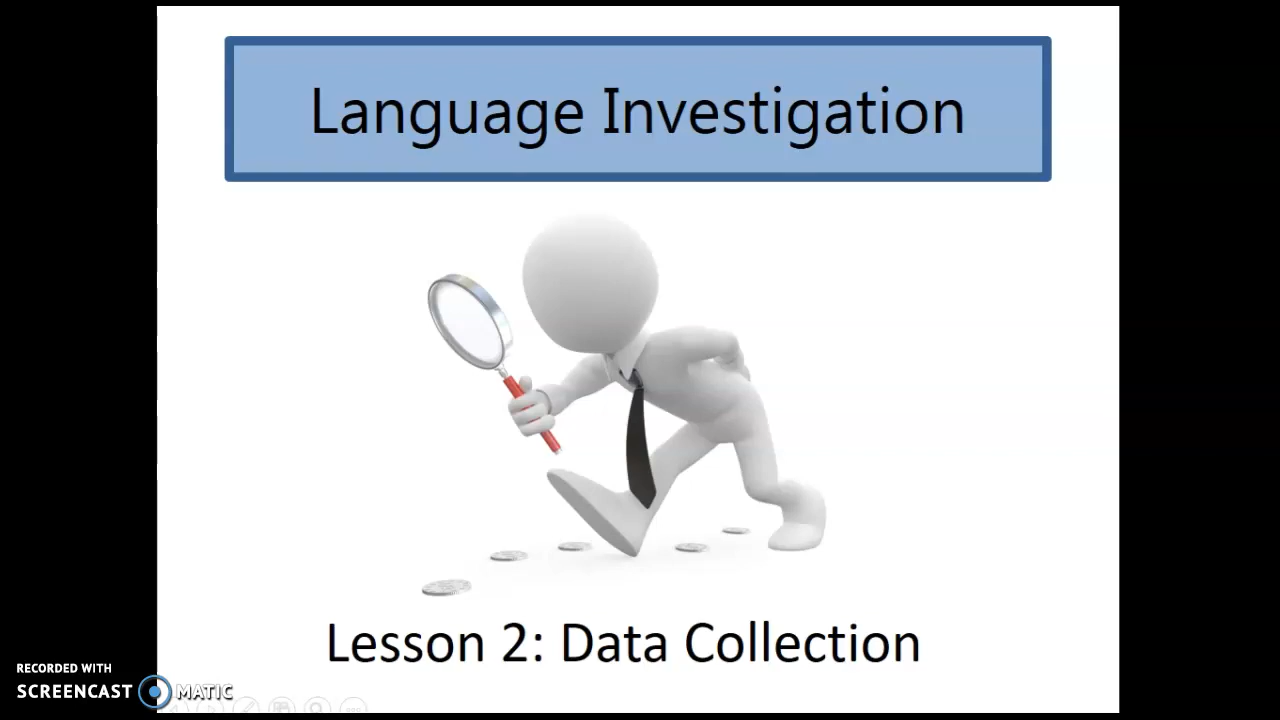 Language Investigation
Lesson 2: Data Collection
RECORDED WITH
SCREENCAST MATIC